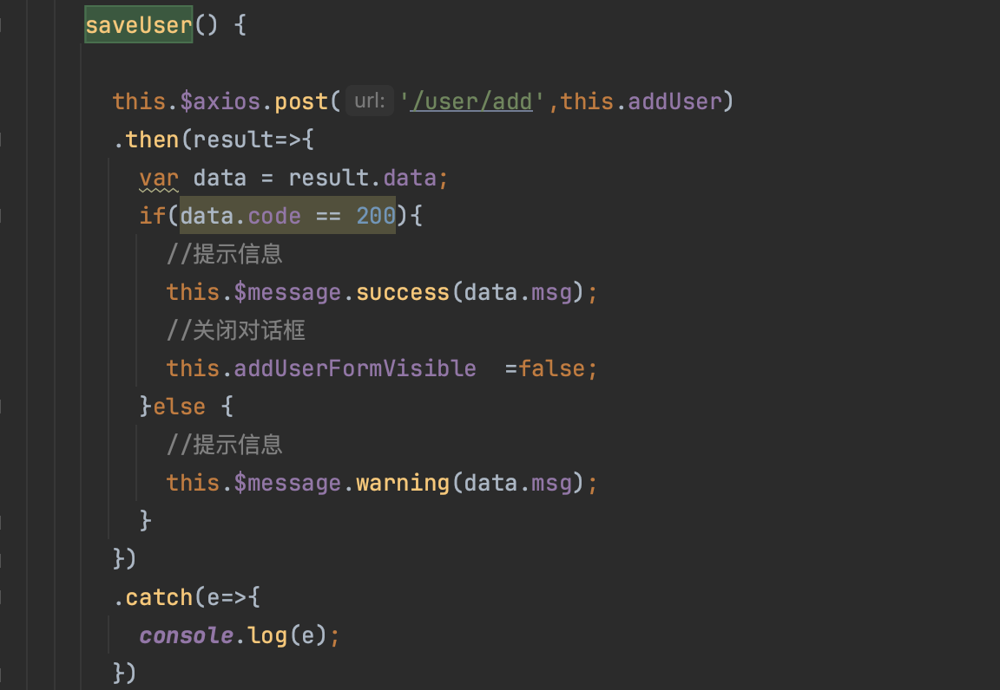 saveUser() {
this.$axios.post( url: '/user/add',this.addUser)
.then(result=>{
var data = result.data;
if(data.code == 200){
//提示信息
this.$message.success(data.msg);
//关闭对话框
this.addUserFormVisible  =false;
}else {
//提示信息
this.$message.warning(data.msg);
}
})
.catch(e=>{
console.log(e);
})